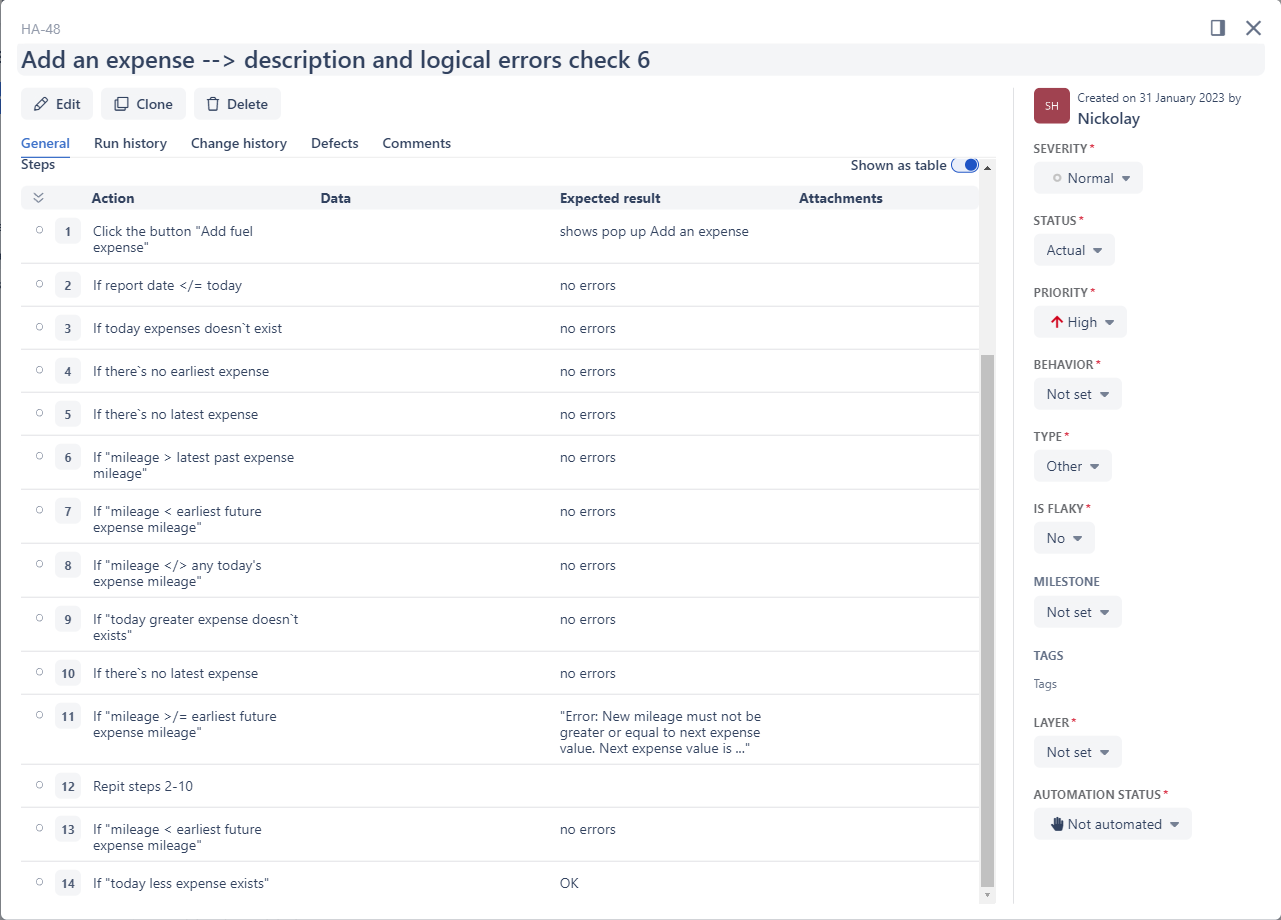 HA-48
Add an expense --> description and logical errors check 6
Edit
Clone
Delete
General
Run history
Change history
Defects
Comments
Steps
Shown as table
Action
Data
Expected result
Attachments
1
Click the button "Add fuel
expense"
shows pop up Add an expense
2
If report date </= today
no errors
3
If today expenses doesn`t exist
no errors
4
If there`s no earliest expense
no errors
5
If there`s no latest expense
no errors
6
If "mileage > latest past expense
mileage"
no errors
7
If "mileage < earliest future
expense mileage"
no errors
8
If "mileage </> any today's
expense mileage"
no errors
9
If "today greater expense doesn`t
exists"
no errors
10
If there`s no latest expense
no errors
11
If "mileage >/= earliest future
expense mileage"
"Error: New mileage must not be
greater or equal to next expense
value. Next expense value is ..."
12
Repit steps 2-10
13
If "mileage < earliest future
expense mileage"
no errors
14
If "today less expense exists"
OK
SH
Created on 31 January 2023 by
Nickolay
SEVERITY*
Normal
STATUS*
Actual
PRIORITY*
High
BEHAVIOR*
Not set
TYPE*
Other
IS FLAKY*
No
MILESTONE
Not set
TAGS
Tags
LAYER*
Not set
AUTOMATION STATUS*
Not automated